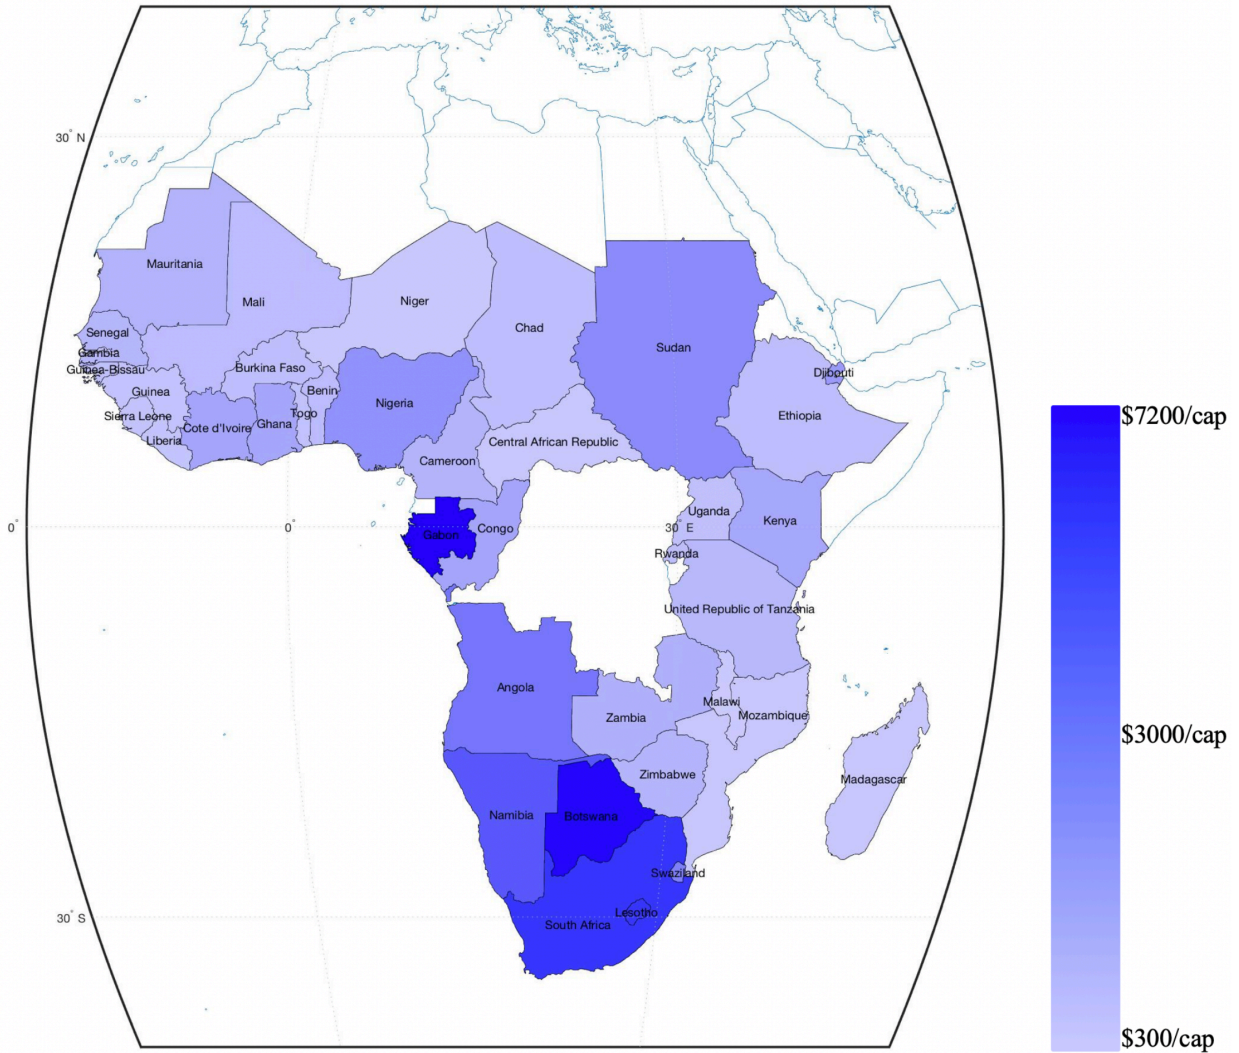 30° N
Mauritania
Mali
Niger
Chad
Sudan
Senegal
Gambia
Guinea-Bissau
Burkina Faso
Djibouti
Guinea
Benin
Nigeria
Sierra Leone
Togo
Ethiopia
Cote d'Ivoire
Ghana
Liberia
Central African Republic
Cameroon
Uganda
Kenya
0°
0°
Gabon
Congo
30° E
Rwanda
United Republic of Tanzania
Angola
Malawi
Zambia
Mozambique
Zimbabwe
Madagascar
Namibia
Botswana
Swaziland
Lesotho
30° S
South Africa
$7200/cap
$3000/cap
$300/cap